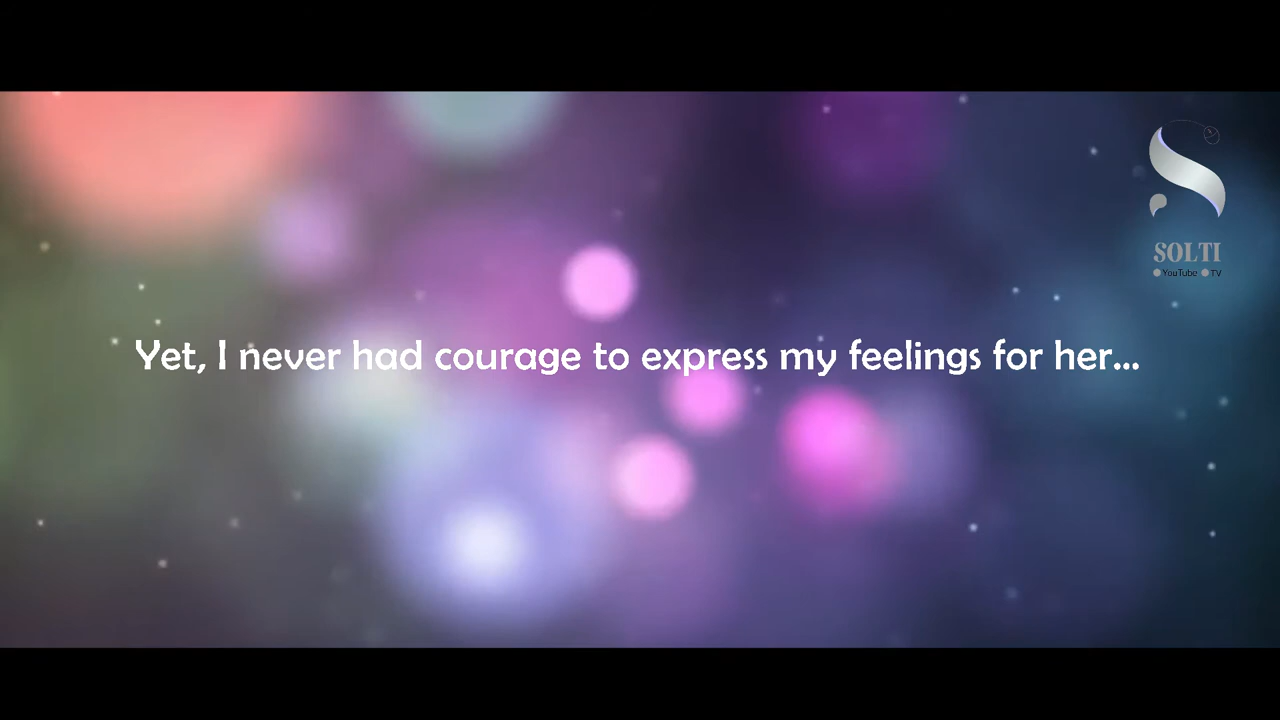 SOLTI
YouTube TV
Yet, I never had courage to express my feelings for her...